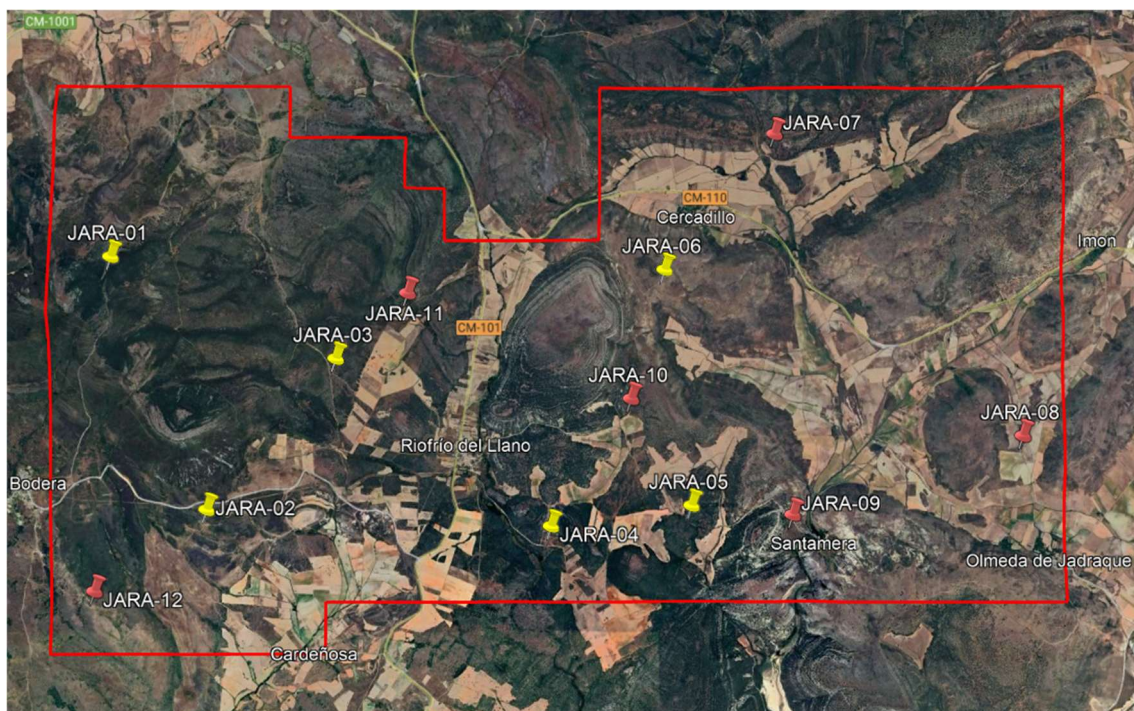 CM-1001
JARA-07
CM-110
Cercadillo
JARA-01
JARA-06
Imon
JARA-11
CM-101
JARA-03
JARA-10
JARA-08
Riofrío del Llano
Bodera
JARA-05
JARA-02
JARA-09
JARA-04
Santamera
Olmeda de Jadraque
JARA-12
Cardeñosa